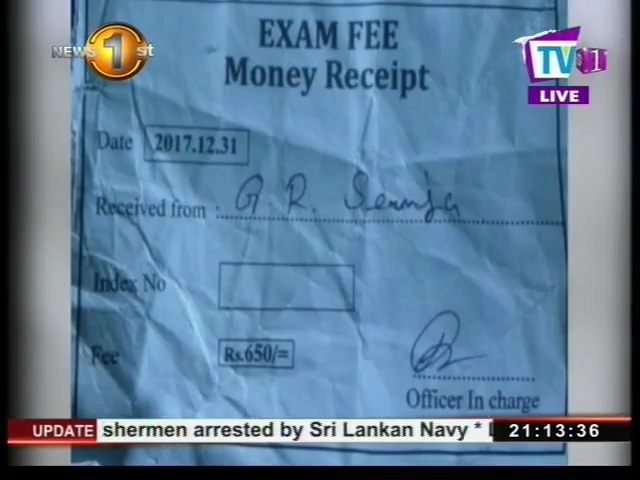 NEWS 1st
TV 1
LIVE
EXAM FEE
Money Receipt
Date 2017.12.31
Received from G. R.
Index No
Fee Rs.650/=
Officer In charge
UPDATE shermen arrested by Sri Lankan Navy * 21:13:36